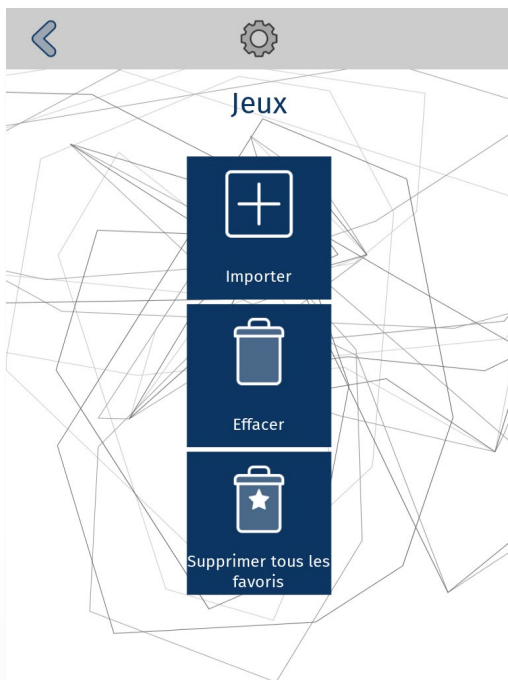 Jeux
Importer
Effacer
Supprimer tous les
favoris